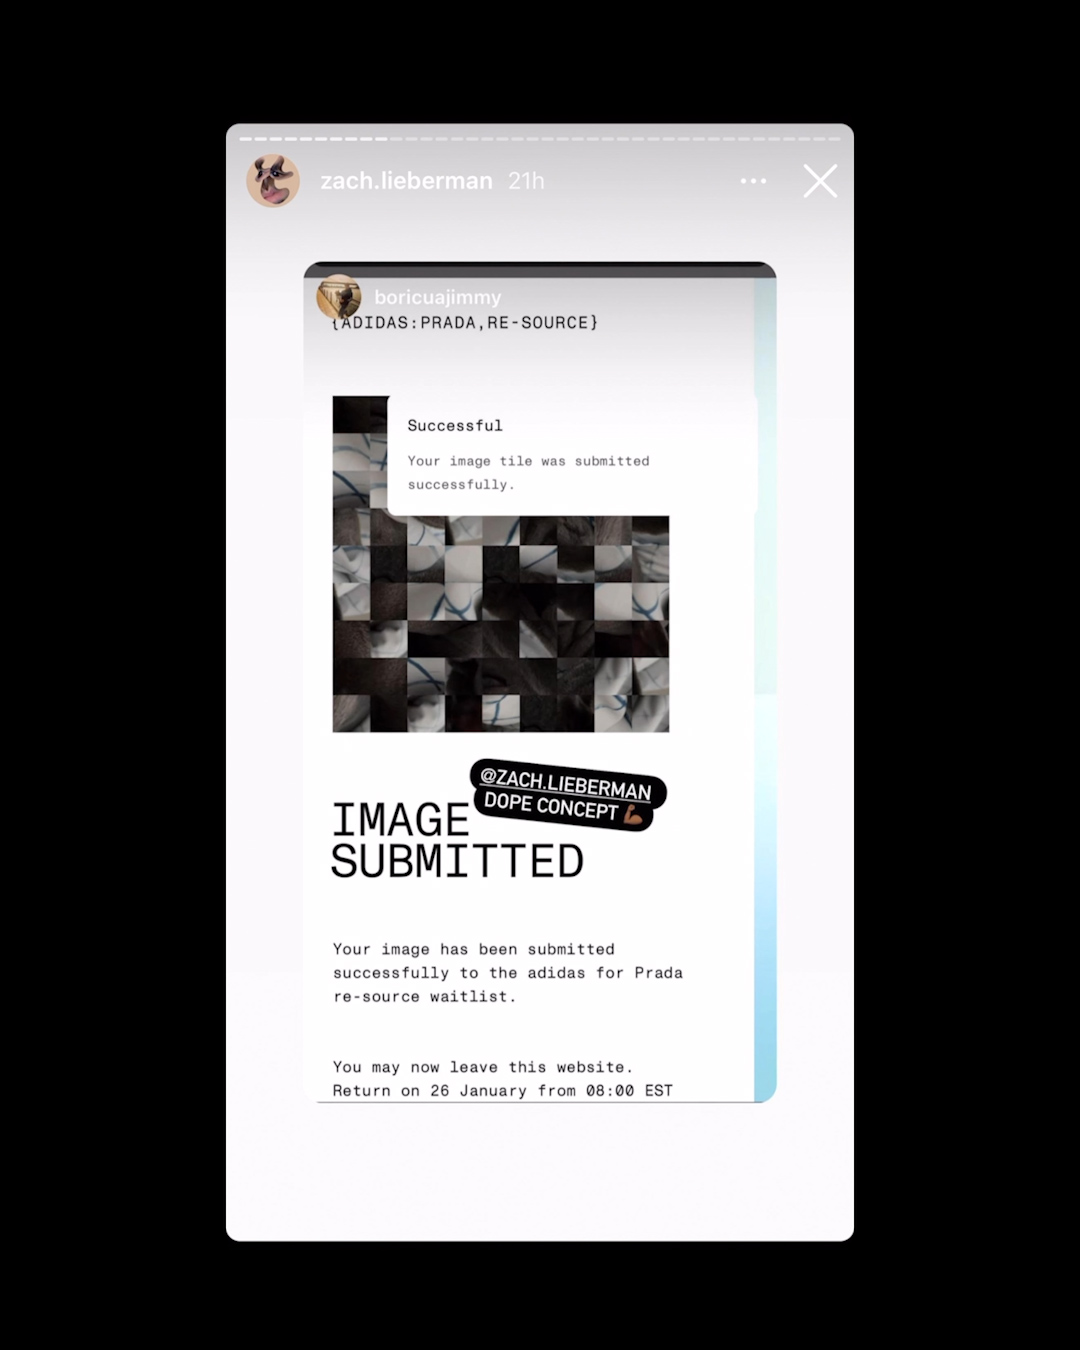 zach.lieberman 21h
boricuajimmy
{ADIDAS:PRADA,RE-SOURCE}
Successful
Your image tile was submitted
successfully.
@ZACH.LIEBERMAN
DOPE CONCEPT 💪🏾
IMAGE
SUBMITTED
Your image has been submitted
successfully to the adidas for Prada
re-source waitlist.
You may now leave this website.
Return on 26 January from 08:00 EST